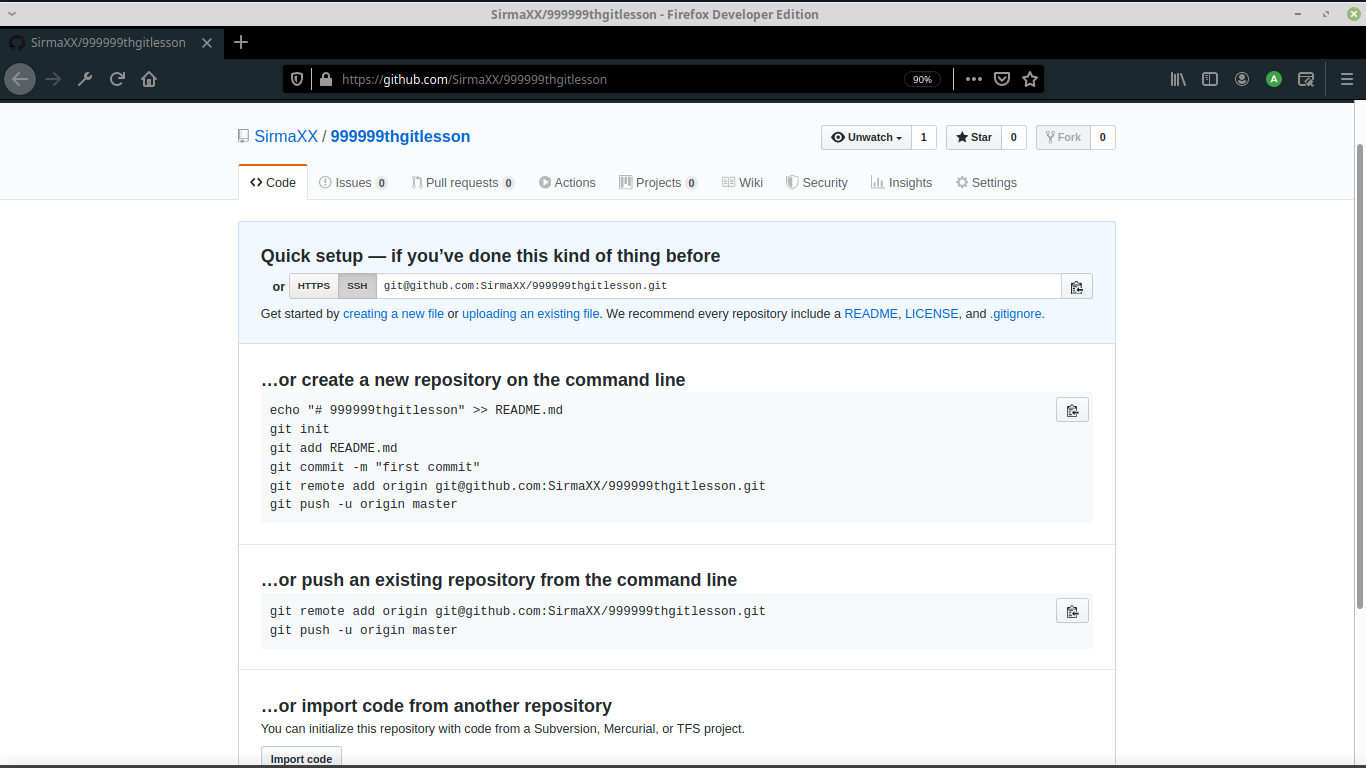 SirmaXX/999999thgitlesson - Firefox Developer Edition
SirmaXX/999999thgitlesson
https://github.com/SirmaXX/999999thgitlesson 90%
A
SirmaXX / 999999thgitlesson
Unwatch 1 Star 0 Fork 0
Code Issues 0 Pull requests 0 Actions Projects 0 Wiki Security Insights Settings
Quick setup — if you’ve done this kind of thing before
or HTTPS SSH git@github.com:SirmaXX/999999thgitlesson.git
Get started by creating a new file or uploading an existing file. We recommend every repository include a README, LICENSE, and .gitignore.
…or create a new repository on the command line
echo "# 999999thgitlesson" >> README.md
git init
git add README.md
git commit -m "first commit"
git remote add origin git@github.com:SirmaXX/999999thgitlesson.git
git push -u origin master
…or push an existing repository from the command line
git remote add origin git@github.com:SirmaXX/999999thgitlesson.git
git push -u origin master
…or import code from another repository
You can initialize this repository with code from a Subversion, Mercurial, or TFS project.
Import code